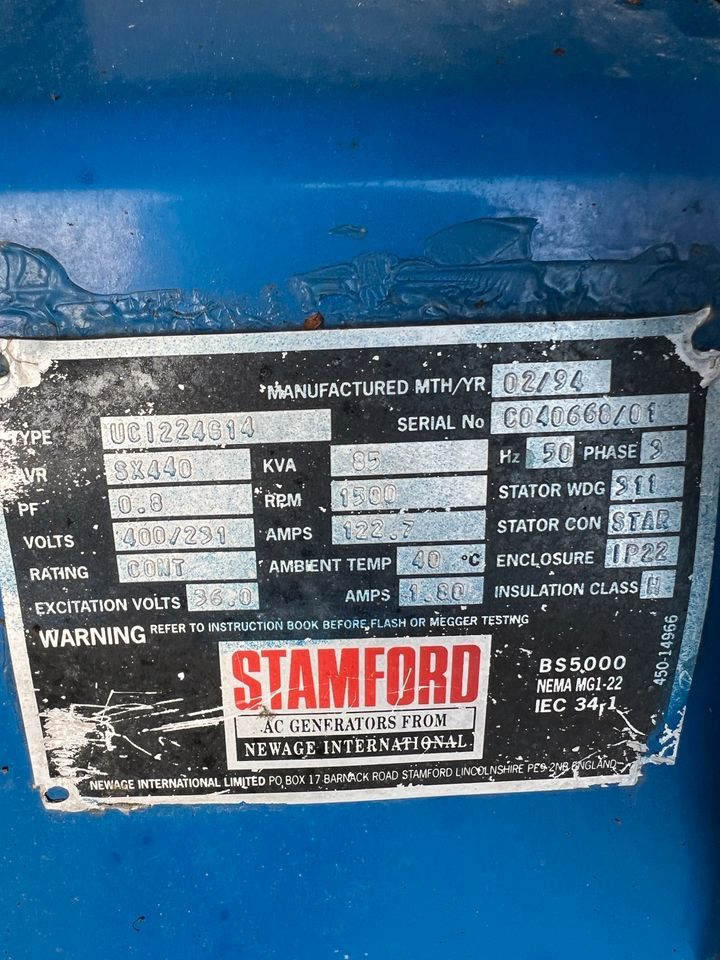 MANUFACTURED MTH/YR 02/94
TYPE UCI224G14 SERIAL No C040668/01
AVR SX440 KVA 85 Hz 50 PHASE 3
PF 0.8 RPM 1500 STATOR WDG 311
VOLTS 400/231 AMPS 122.7 STATOR CON STAR
RATING CONT AMBIENT TEMP 40 °C ENCLOSURE IP22
EXCITATION VOLTS 36.0 AMPS 1.80 INSULATION CLASS H
WARNING REFER TO INSTRUCTION BOOK BEFORE FLASH OR MEGGER TESTING
STAMFORD
AC GENERATORS FROM
NEWAGE INTERNATIONAL
BS5000
NEMA MG1-22
IEC 34-1
450-14966
NEWAGE INTERNATIONAL LIMITED PO BOX 17 BARNACK ROAD STAMFORD LINCOLNSHIRE PE9 2NB ENGLAND